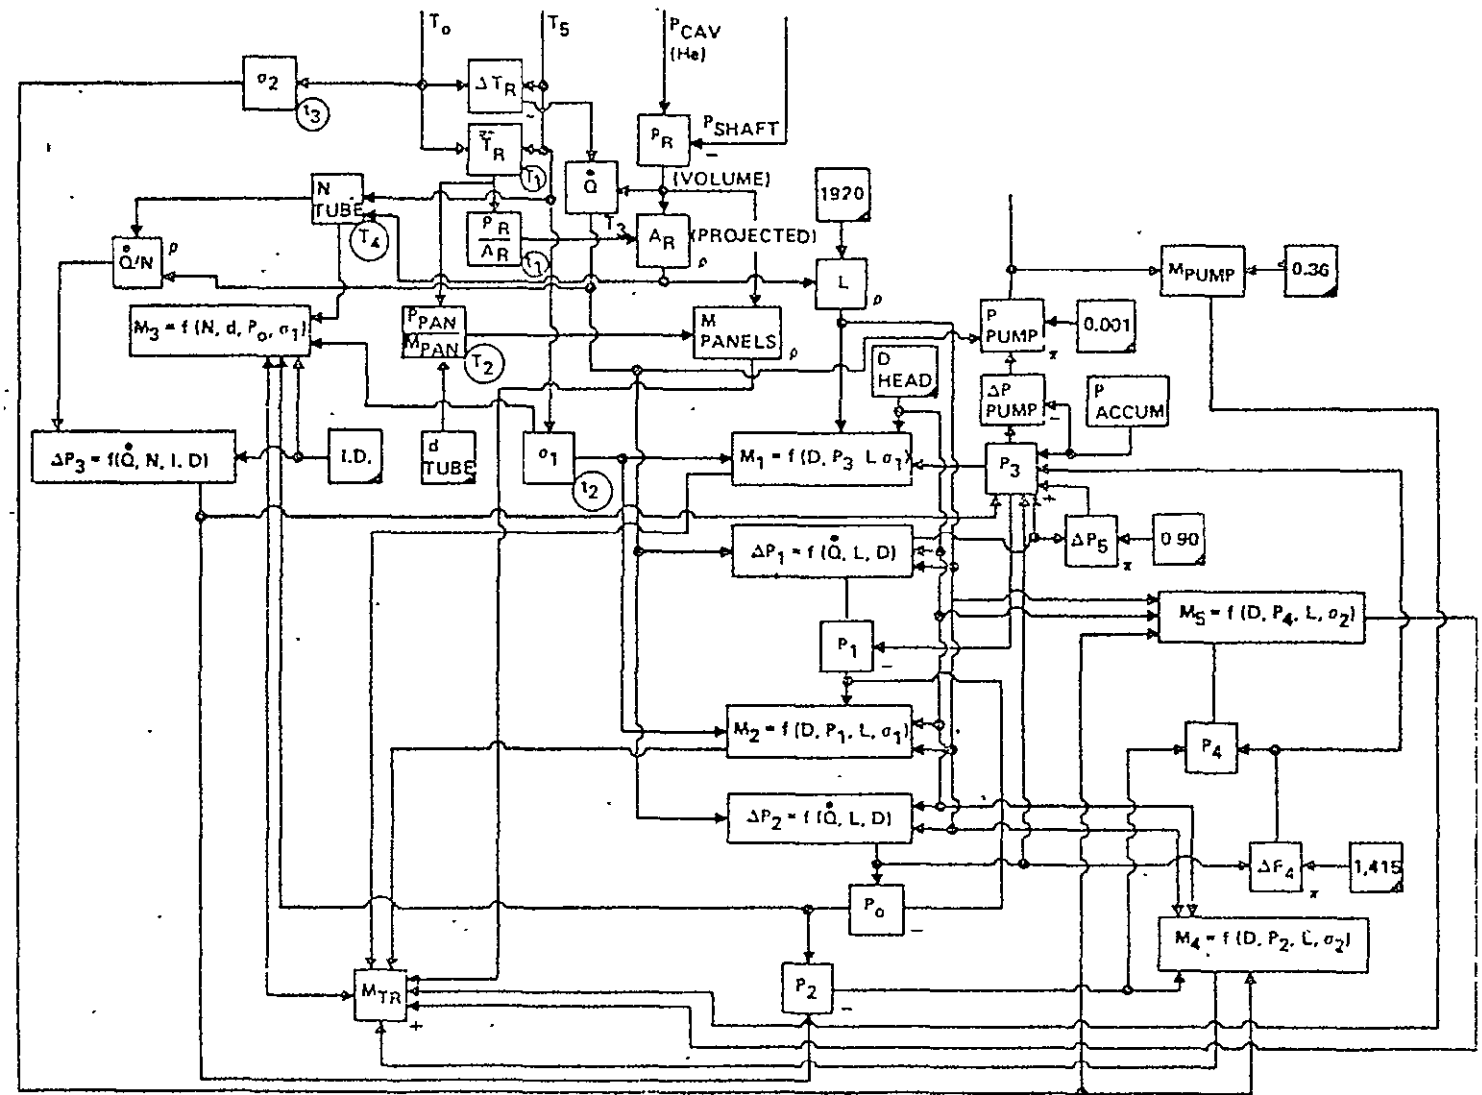 T₀
T₅
P_CAV
(He)
σ₂
t₃
ΔT_R
-
T̄_R
T₁
P_R
P_SHAFT
-
Q̇
(VOLUME)
1920
N
TUBE
T₄
P_R
A_R
t₁
T₃
A_R
(PROJECTED)
ρ
Q̇/N
ρ
L
ρ
M_PUMP
0.36
M₃ = f (N, d, P₀, σ₁)
P_PAN
M_PAN
T₂
M
PANELS
ρ
P
PUMP
π
0.001
D
HEAD
ΔP
PUMP
-
P
ACCUM
ΔP₃ = f(Q̇, N, I. D)
I.D.
d
TUBE
σ₁
t₂
M₁ = f (D, P₃ L σ₁)
P₃
+
ΔP₁ = f (Q̇, L, D)
ΔP₅
π
0 90
M₅ = f (D, P₄, L, σ₂)
P₁
-
M₂ = f (D, P₁, L, σ₁)
P₄
ΔP₂ = f (Q̇, L, D)
ΔP₄
π
1,415
P₀
-
M₄ = f (D, P₂, L, σ₂)
M_TR
+
P₂
-